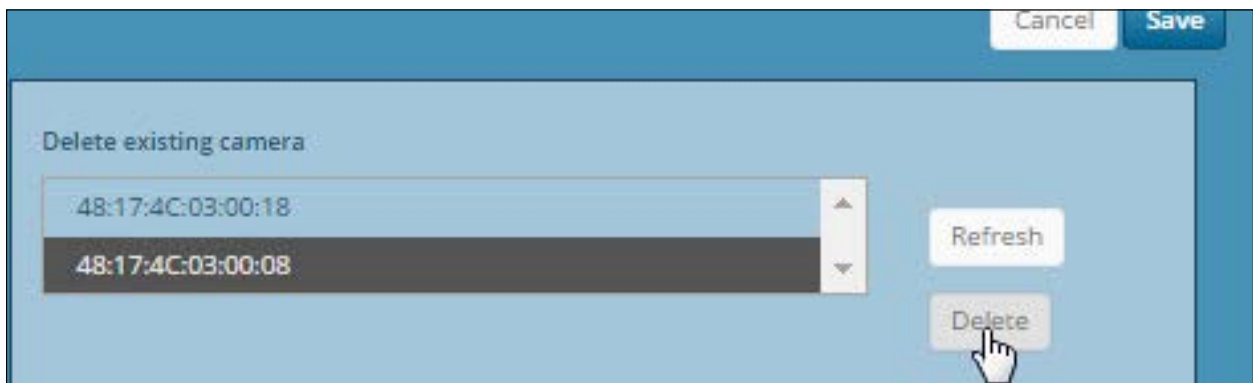 Cancel Save
Delete existing camera
48:17:4C:03:00:18
48:17:4C:03:00:08
Refresh
Delete